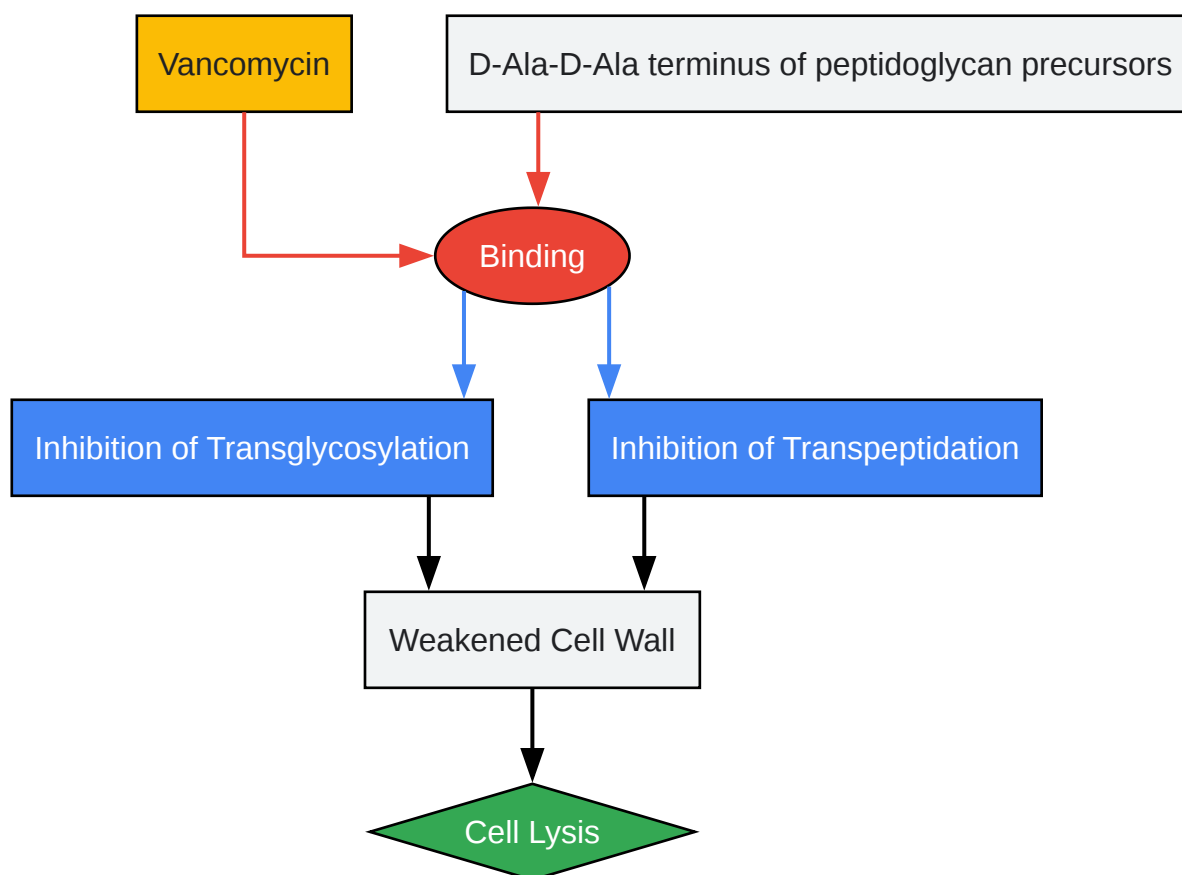 Vancomycin
D-Ala-D-Ala terminus of peptidoglycan precursors
Binding
Inhibition of Transglycosylation
Inhibition of Transpeptidation
Weakened Cell Wall
Cell Lysis